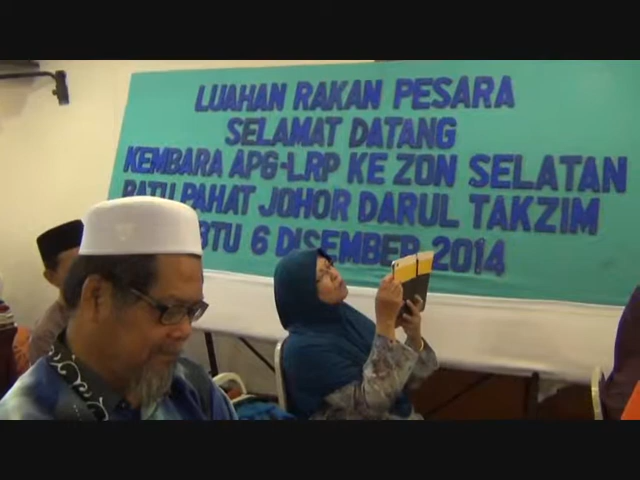 LUAHAN RAKAN PESARA
SELAMAT DATANG
KEMBARA APG-LRP KE ZON SELATAN
BATU PAHAT JOHOR DARUL TAKZIM
SABTU 6 DISEMBER 2014